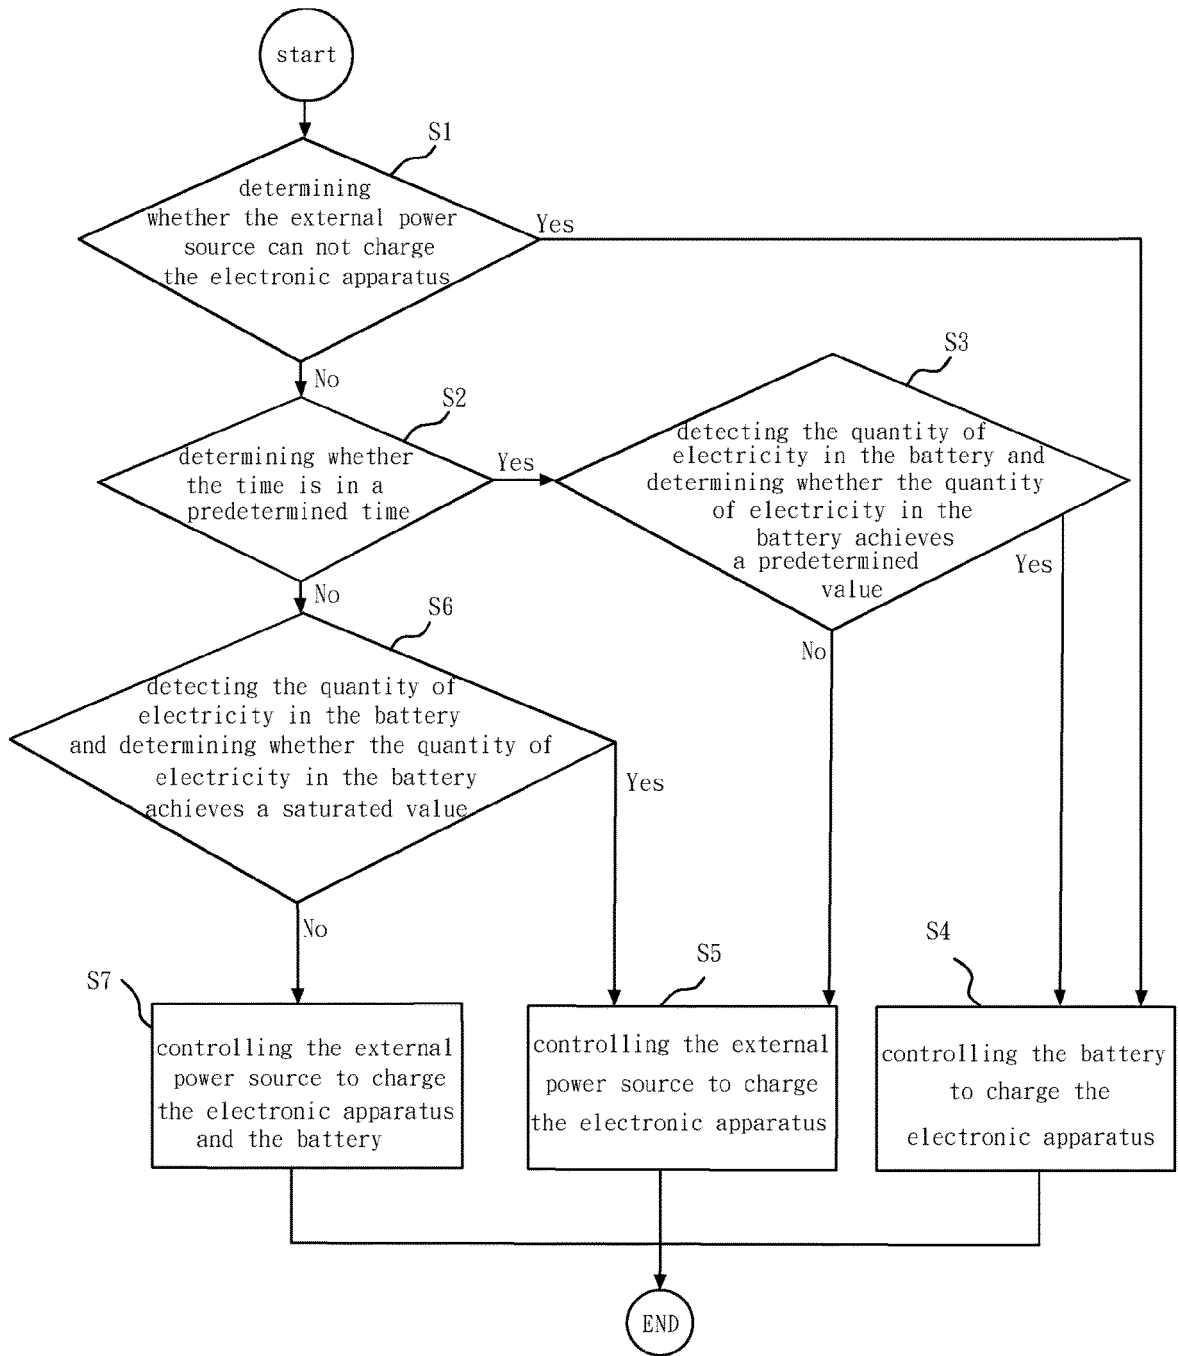 start
S1
determining
whether the external power
source can not charge
the electronic apparatus
Yes
No
S2
determining whether
the time is in a
predetermined time
Yes
No
S3
detecting the quantity of
electricity in the battery and
determining whether the quantity
of electricity in the
battery achieves
a predetermined
value
Yes
No
S6
detecting the quantity of
electricity in the battery
and determining whether the quantity of
electricity in the battery
achieves a saturated value
Yes
No
S7
controlling the external
power source to charge
the electronic apparatus
and the battery
S5
controlling the external
power source to charge
the electronic apparatus
S4
controlling the battery
to charge the
electronic apparatus
END